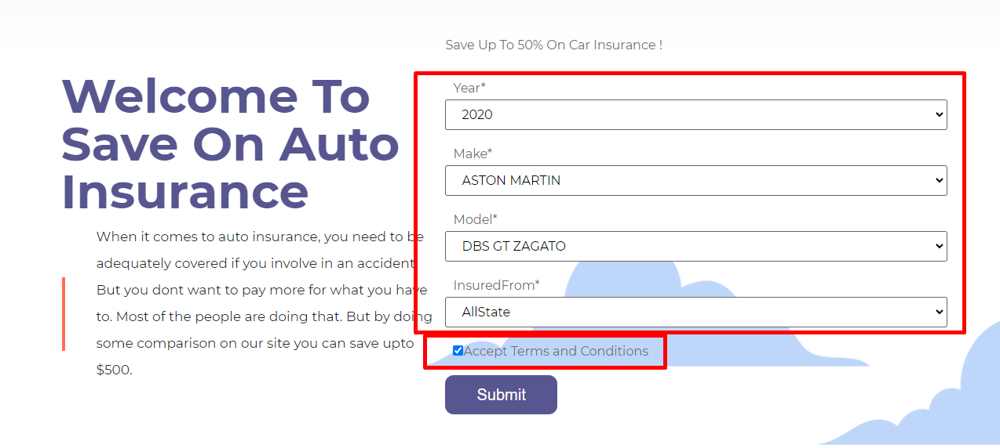 Save Up To 50% On Car Insurance !
Welcome To
Save On Auto
Insurance
When it comes to auto insurance, you need to be
adequately covered if you involve in an accident
But you dont want to pay more for what you have
to. Most of the people are doing that. But by doing
some comparison on our site you can save upto
$500.
Year*
2020
Make*
ASTON MARTIN
Model*
DBS GT ZAGATO
InsuredFrom*
AllState
Accept Terms and Conditions
Submit